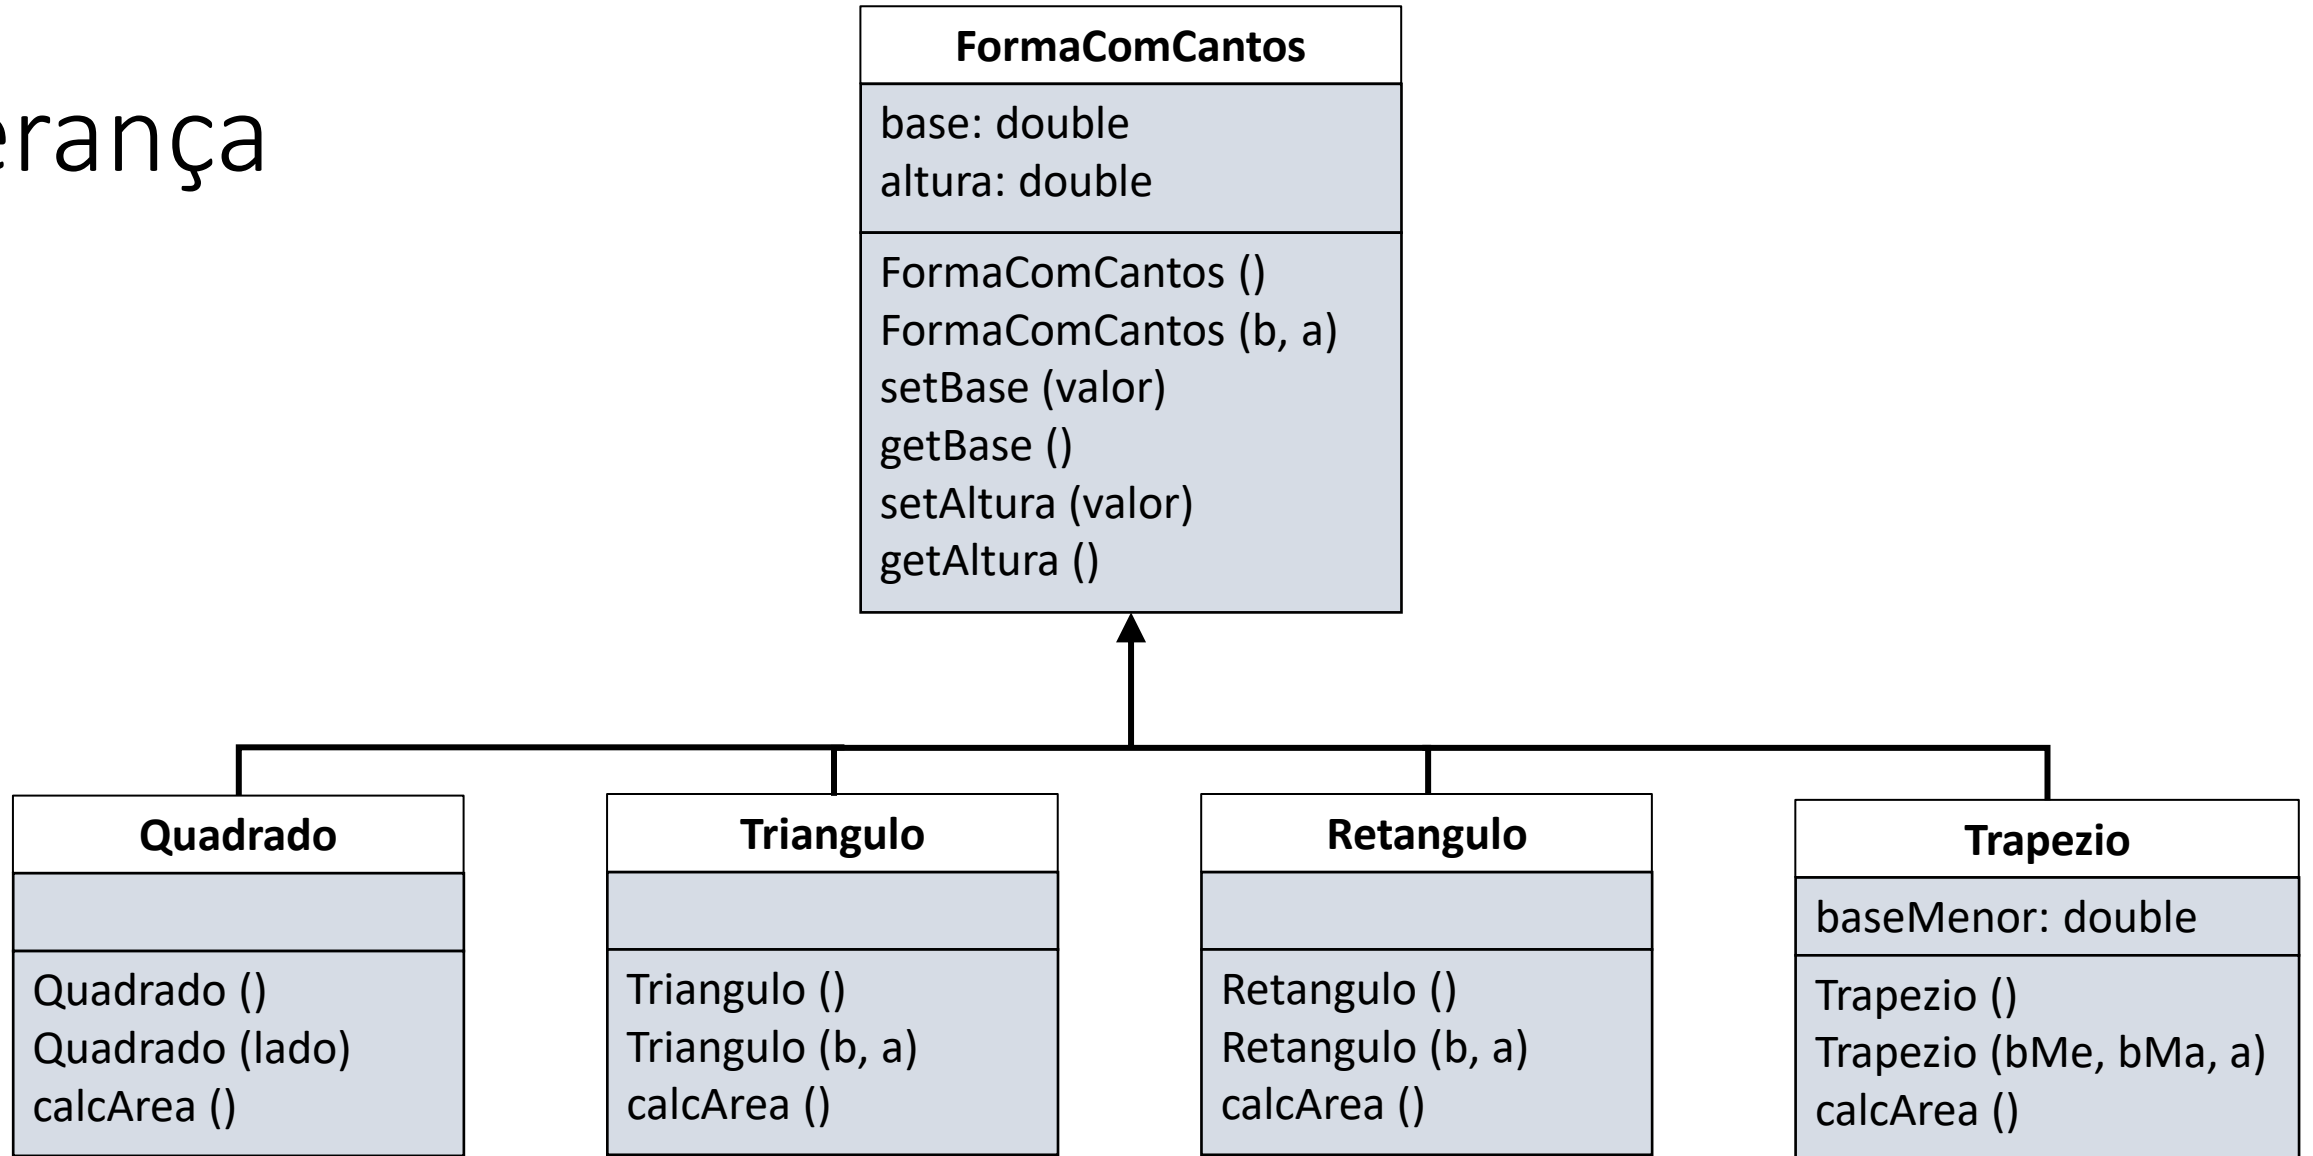 erança
FormaComCantos
base: double
altura: double
FormaComCantos ()
FormaComCantos (b, a)
setBase (valor)
getBase ()
setAltura (valor)
getAltura ()
Quadrado
Quadrado ()
Quadrado (lado)
calcArea ()
Triangulo
Triangulo ()
Triangulo (b, a)
calcArea ()
Retangulo
Retangulo ()
Retangulo (b, a)
calcArea ()
Trapezio
baseMenor: double
Trapezio ()
Trapezio (bMe, bMa, a)
calcArea ()